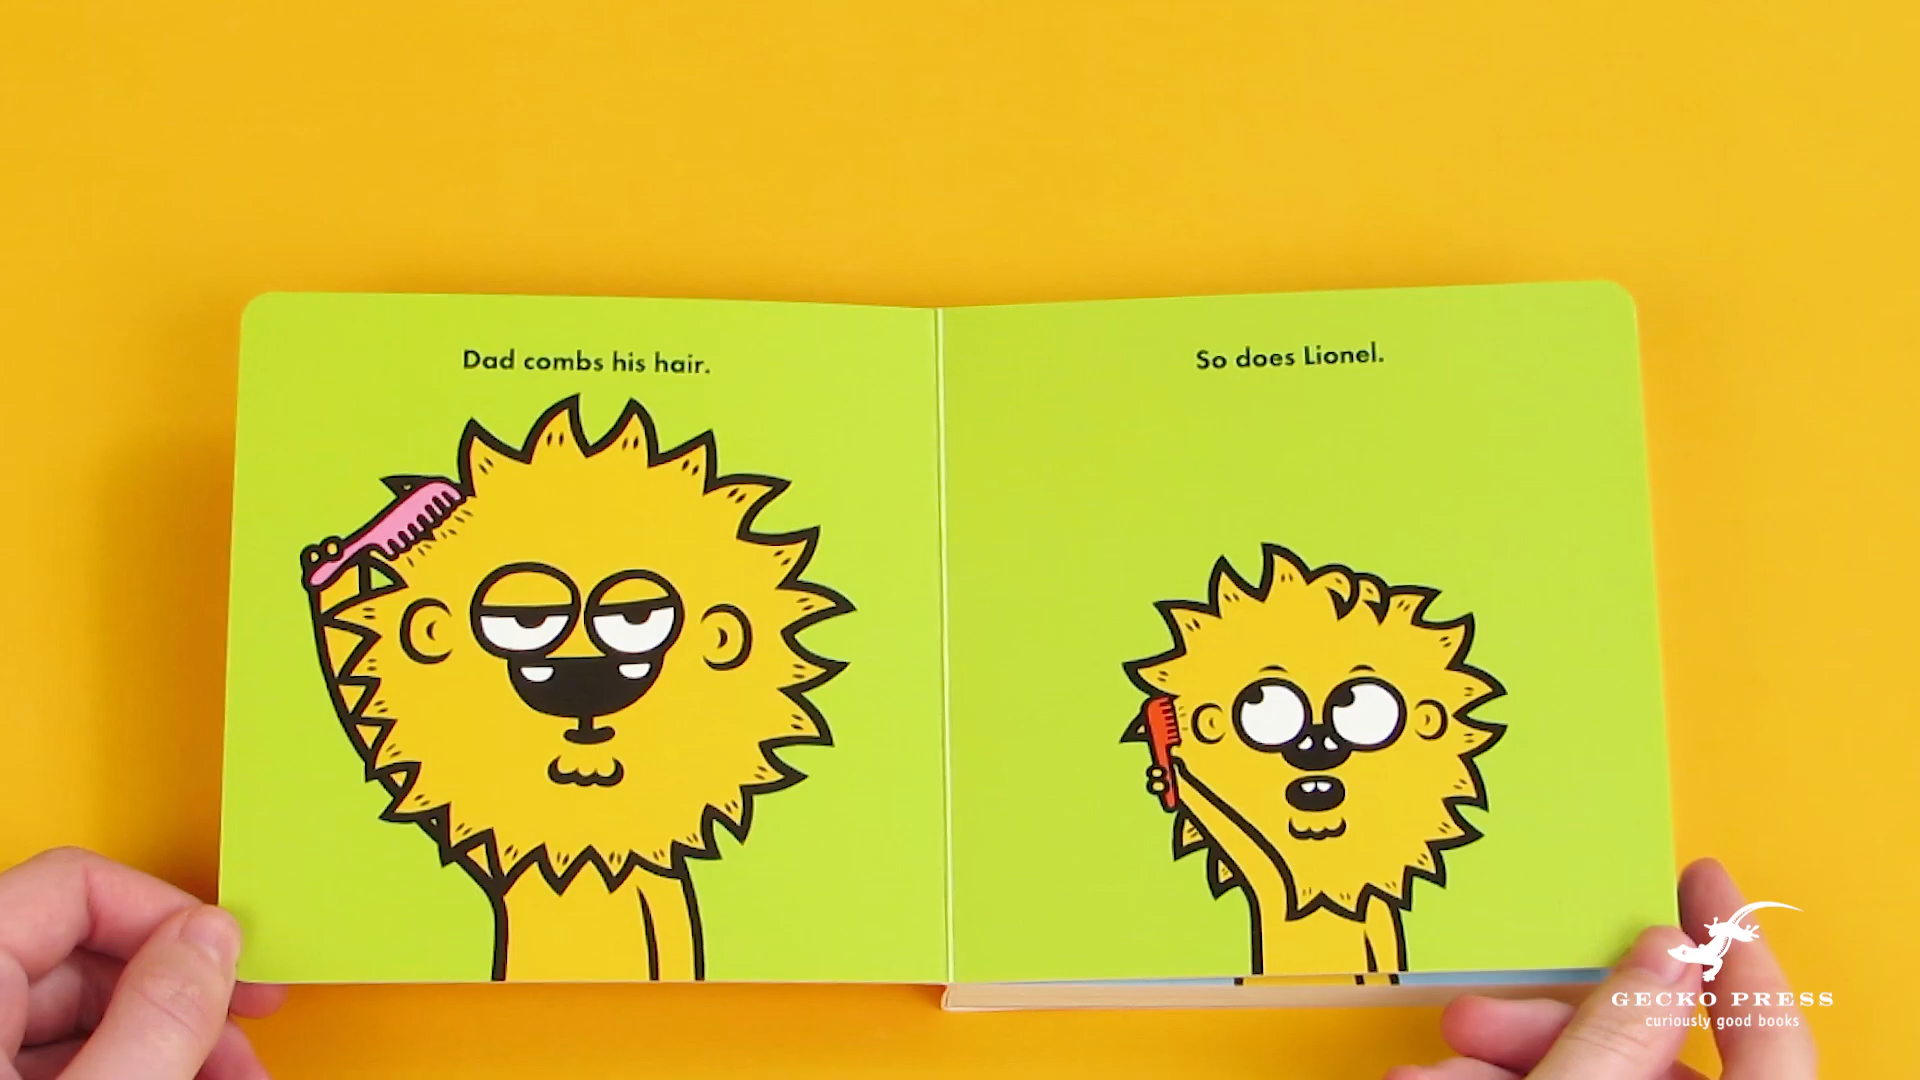 Dad combs his hair.
So does Lionel.
GECKO PRESS
curiously good books